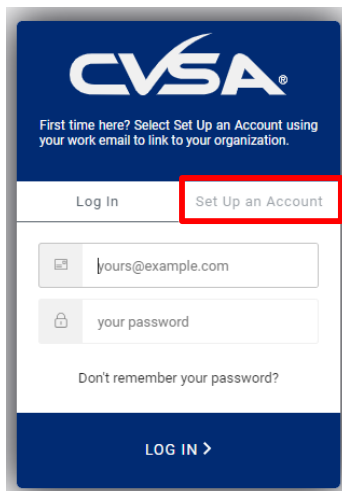 CVSA®
First time here? Select Set Up an Account using
your work email to link to your organization.
Log In
Set Up an Account
yours@example.com
your password
Don't remember your password?
LOG IN >